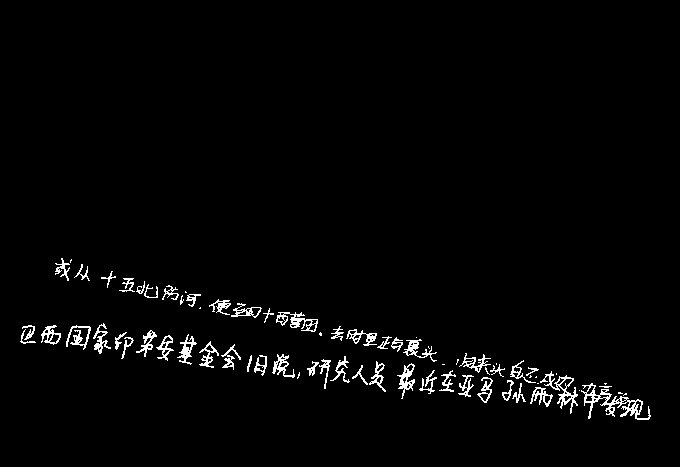 或从十五北防河,便至四十西营田。去时里正与裹头,归来头白还戍边。
巴西国家印第安基金会1日说,研究人员最近在亚马孙雨林中发现